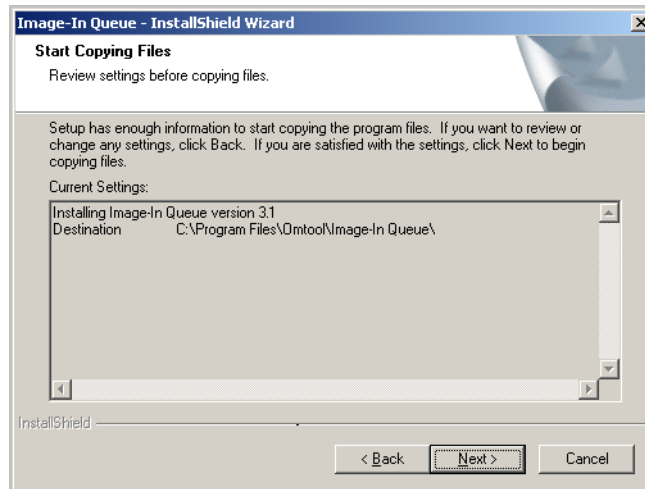 Image-In Queue - InstallShield Wizard
Start Copying Files
Review settings before copying files.
Setup has enough information to start copying the program files. If you want to review or
change any settings, click Back. If you are satisfied with the settings, click Next to begin
copying files.
Current Settings:
Installing Image-In Queue version 3.1
Destination C:\Program Files\Omtool\Image-In Queue\
InstallShield
< Back Next > Cancel